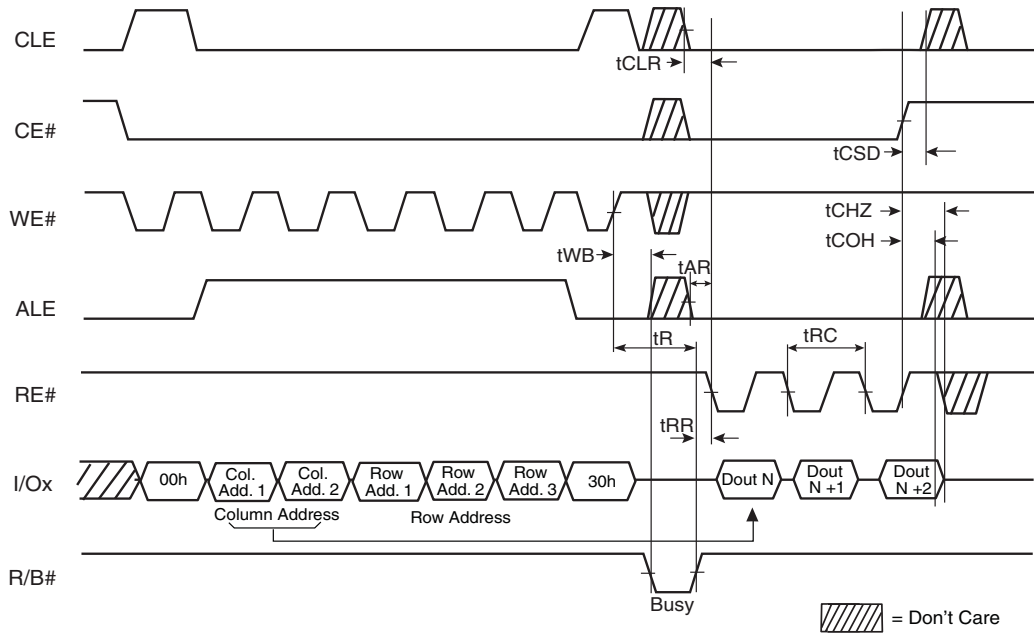 CLE
tCLR
CE#
tCSD
WE#
tCHZ
tCOH
tWB
tAR
ALE
tR
tRC
RE#
tRR
I/Ox
00h
Col. Add. 1
Col. Add. 2
Row Add. 1
Row Add. 2
Row Add. 3
30h
Dout N
Dout N +1
Dout N +2
Column Address
Row Address
R/B#
Busy
= Don't Care